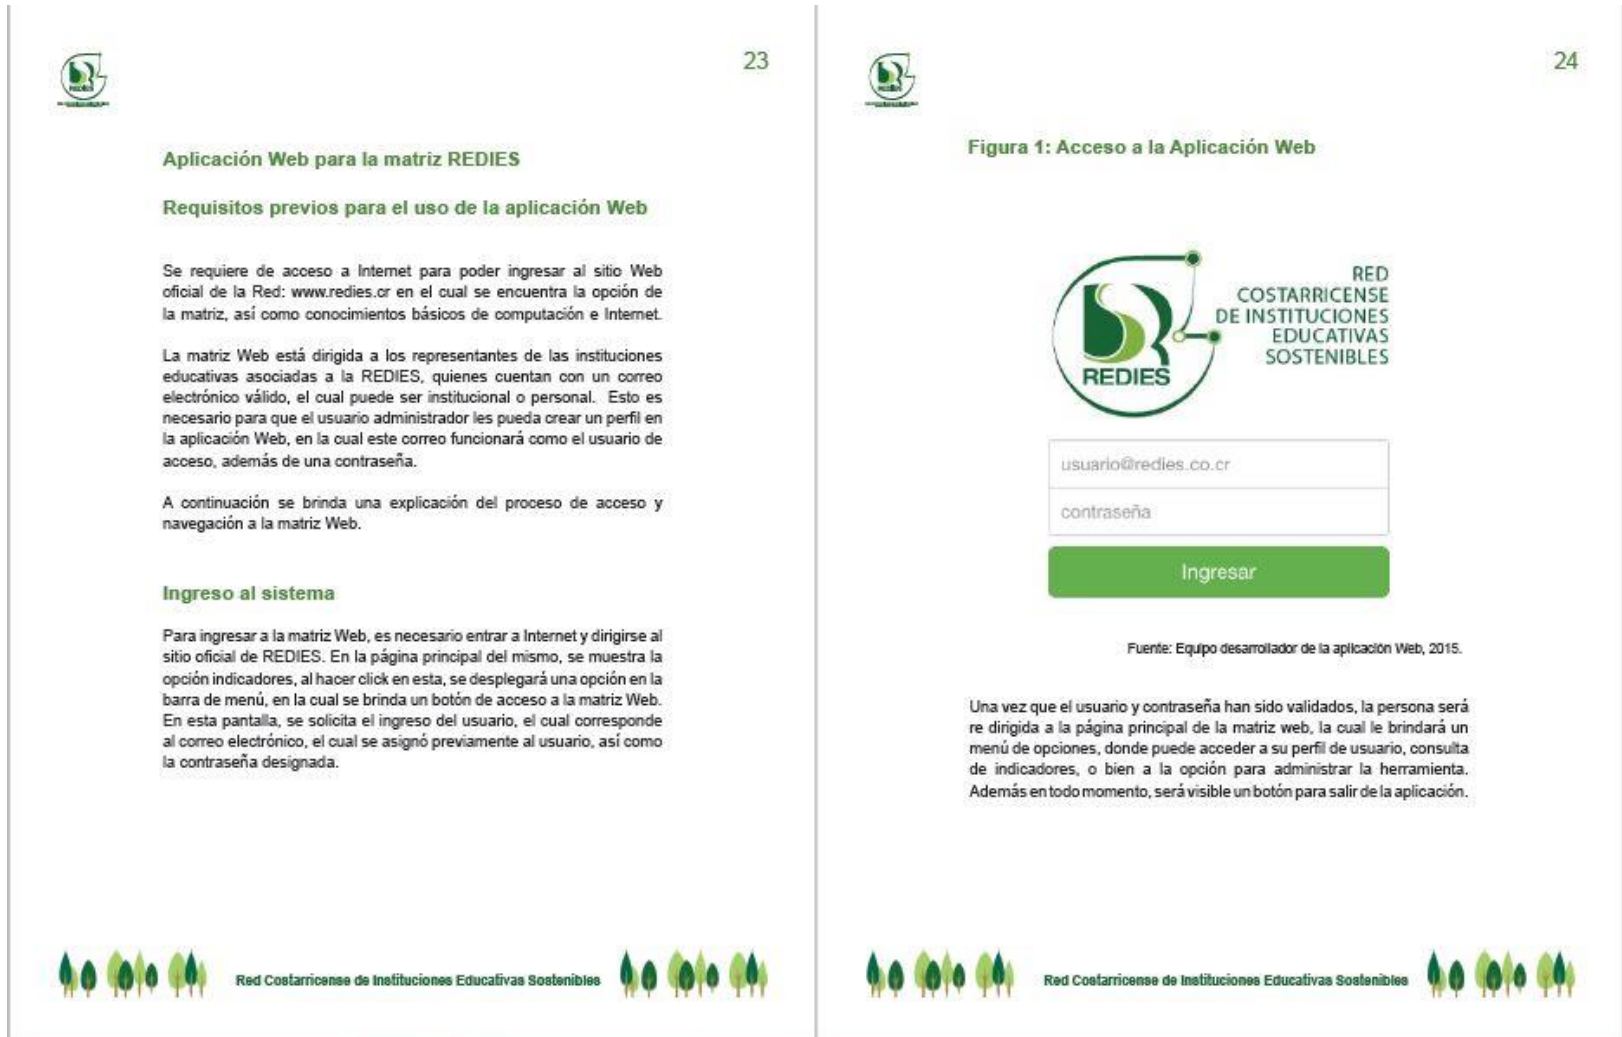 23
REDIES
Aplicación Web para la matriz REDIES
Requisitos previos para el uso de la aplicación Web
Se requiere de acceso a Internet para poder ingresar al sitio Web
oficial de la Red: www.redies.cr en el cual se encuentra la opción de
la matriz, así como conocimientos básicos de computación e Internet.
La matriz Web está dirigida a los representantes de las instituciones
educativas asociadas a la REDIES, quienes cuentan con un correo
electrónico válido, el cual puede ser institucional o personal. Esto es
necesario para que el usuario administrador les pueda crear un perfil en
la aplicación Web, en la cual este correo funcionará como el usuario de
acceso, además de una contraseña.
A continuación se brinda una explicación del proceso de acceso y
navegación a la matriz Web.
Ingreso al sistema
Para ingresar a la matriz Web, es necesario entrar a Internet y dirigirse al
sitio oficial de REDIES. En la página principal del mismo, se muestra la
opción indicadores, al hacer click en esta, se desplegará una opción en la
barra de menú, en la cual se brinda un botón de acceso a la matriz Web.
En esta pantalla, se solicita el ingreso del usuario, el cual corresponde
al correo electrónico, el cual se asignó previamente al usuario, así como
la contraseña designada.
Red Costarricense de Instituciones Educativas Sostenibles
24
REDIES
Figura 1: Acceso a la Aplicación Web
REDIES
RED
COSTARRICENSE
DE INSTITUCIONES
EDUCATIVAS
SOSTENIBLES
usuario@redies.co.cr
contraseña
Ingresar
Fuente: Equipo desarrollador de la aplicación Web, 2015.
Una vez que el usuario y contraseña han sido validados, la persona será
re dirigida a la página principal de la matriz web, la cual le brindará un
menú de opciones, donde puede acceder a su perfil de usuario, consulta
de indicadores, o bien a la opción para administrar la herramienta.
Además en todo momento, será visible un botón para salir de la aplicación.
Red Costarricense de Instituciones Educativas Sostenibles